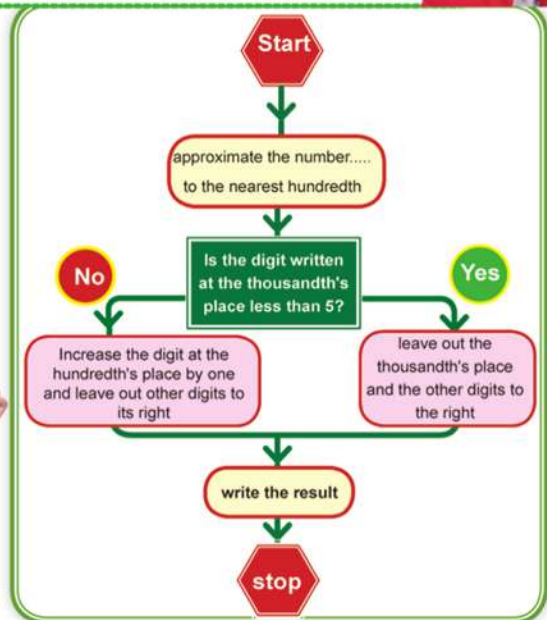 Start
approximate the number.....
to the nearest hundredth
Is the digit written
at the thousandth's
place less than 5?
No
Yes
Increase the digit at the
hundredth's place by one
and leave out other digits to
its right
leave out the
thousandth's place
and the other digits to
the right
write the result
stop